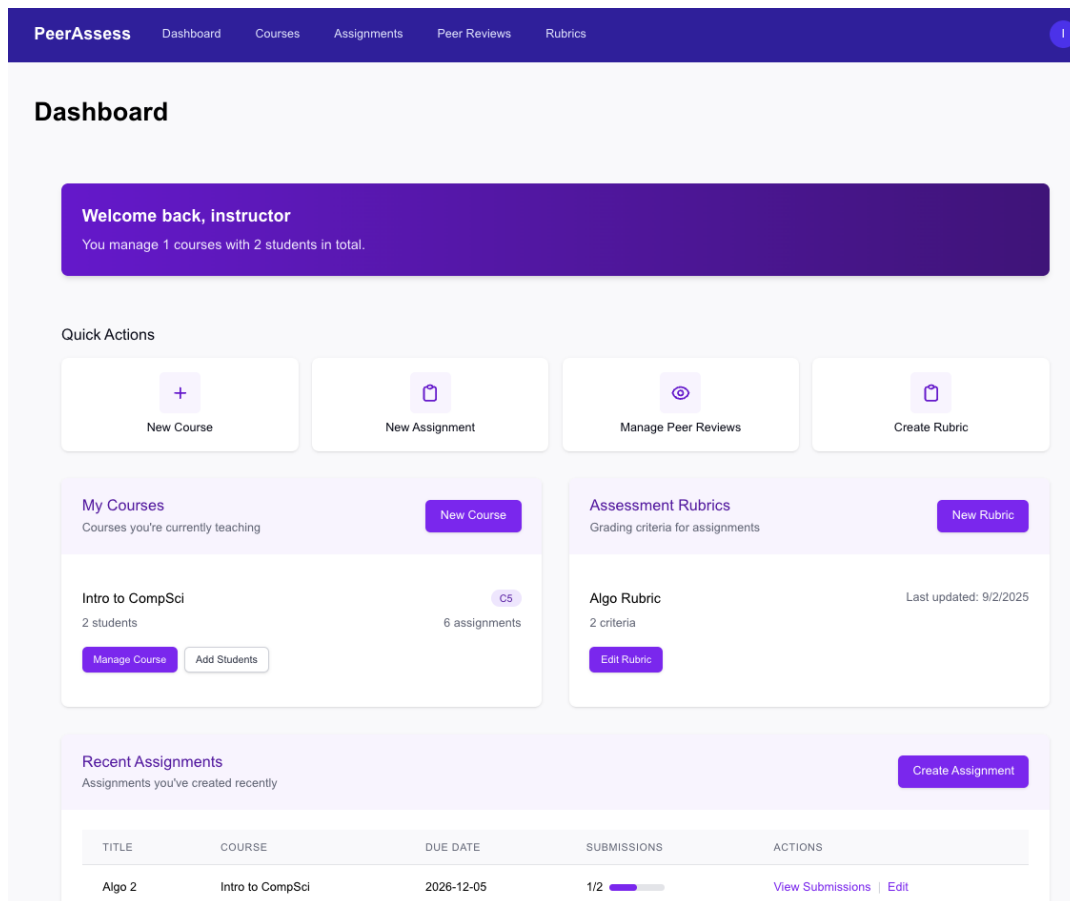 PeerAssess Dashboard Courses Assignments Peer Reviews Rubrics I
Dashboard
Welcome back, instructor
You manage 1 courses with 2 students in total.
Quick Actions
New Course New Assignment Manage Peer Reviews Create Rubric
My Courses
Courses you're currently teaching
New Course
Intro to CompSci C5
2 students 6 assignments
Manage Course Add Students
Assessment Rubrics
Grading criteria for assignments
New Rubric
Algo Rubric Last updated: 9/2/2025
2 criteria
Edit Rubric
Recent Assignments
Assignments you've created recently
Create Assignment
TITLE COURSE DUE DATE SUBMISSIONS ACTIONS
Algo 2 Intro to CompSci 2026-12-05 1/2 View Submissions | Edit